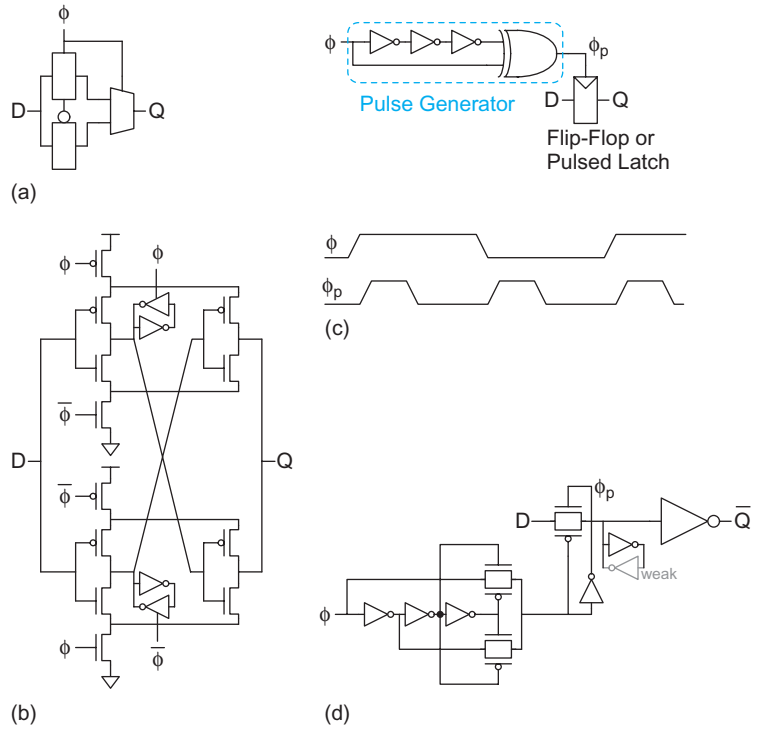 ϕ
D
Q
(a)
ϕ
ϕp
Pulse Generator
D
Q
Flip-Flop or
Pulsed Latch
ϕ
ϕp
(c)
ϕ
ϕ
ϕ̅
D
Q
ϕ̅
ϕ
ϕ̅
(b)
D
ϕp
Q̅
weak
ϕ
(d)